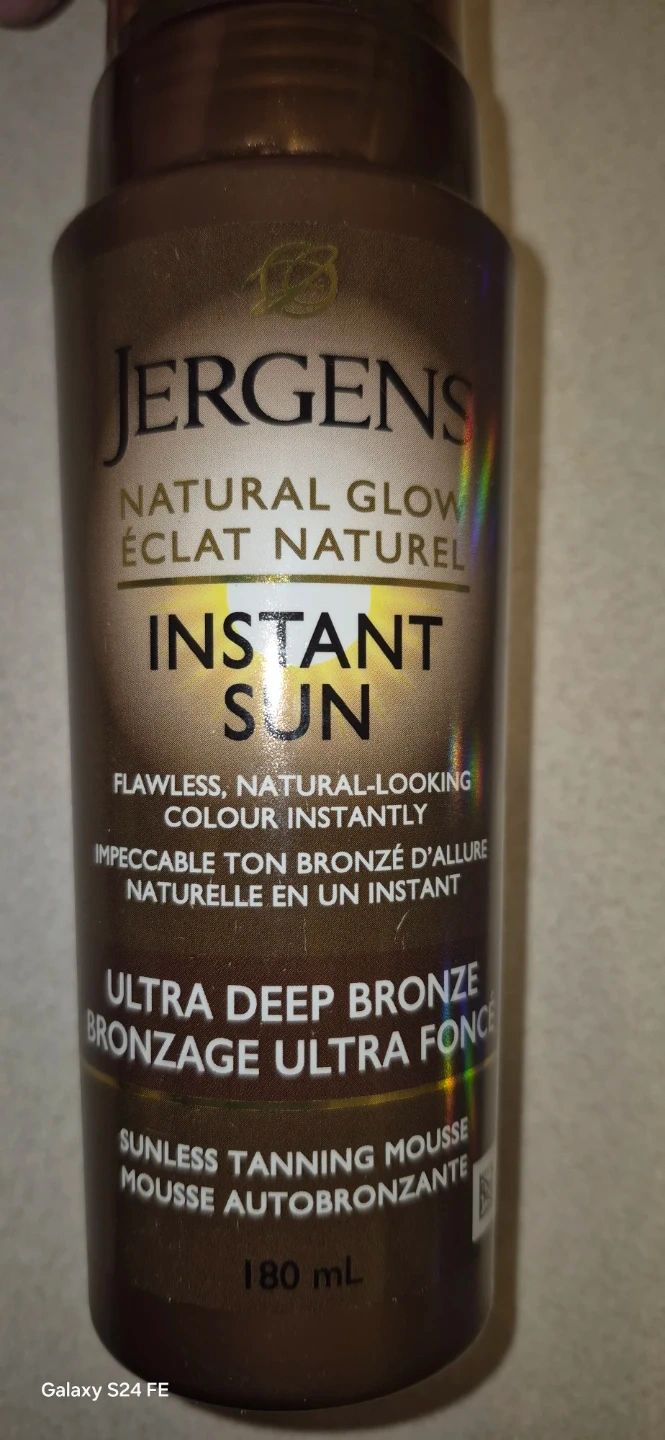 JERGENS
NATURAL GLOW
ÉCLAT NATUREL
INSTANT
SUN
FLAWLESS, NATURAL-LOOKING
COLOUR INSTANTLY
IMPECCABLE TON BRONZÉ D'ALLURE
NATURELLE EN UN INSTANT
ULTRA DEEP BRONZE
BRONZAGE ULTRA FONCÉ
SUNLESS TANNING MOUSSE
MOUSSE AUTOBRONZANTE
180 mL
Galaxy S24 FE